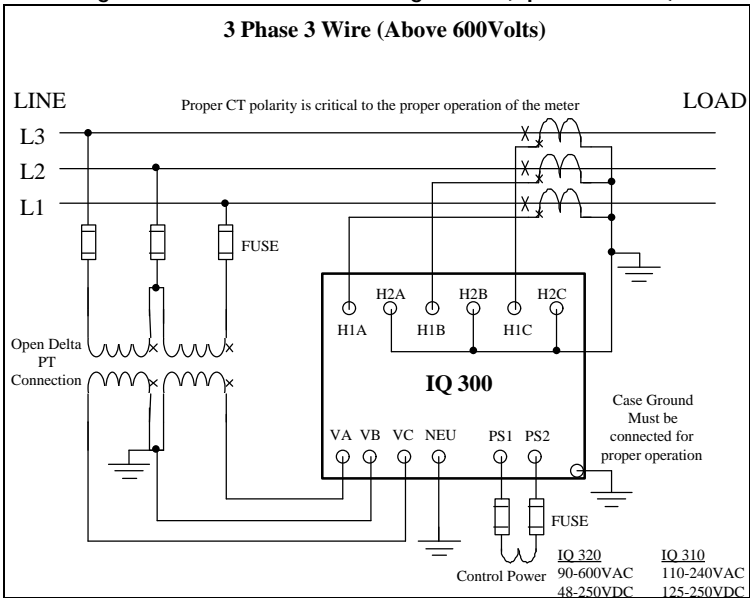 3 Phase 3 Wire (Above 600Volts)
LINE
Proper CT polarity is critical to the proper operation of the meter
LOAD
L3
L2
L1
FUSE
H2A H2B H2C
H1A H1B H1C
Open Delta
PT
Connection
IQ 300
Case Ground
Must be
connected for
proper operation
VA VB VC NEU PS1 PS2
FUSE
Control Power
IQ 320 IQ 310
90-600VAC 110-240VAC
48-250VDC 125-250VDC